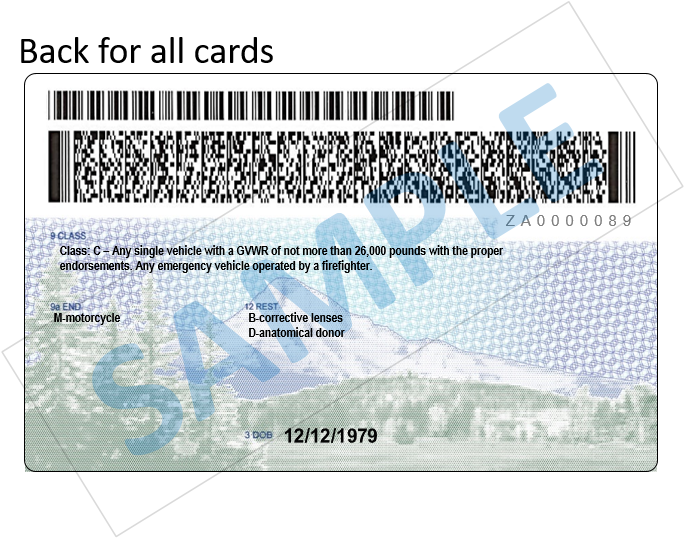 Back for all cards
ZA0000089
9 CLASS
Class: C – Any single vehicle with a GVWR of not more than 26,000 pounds with the proper
endorsements. Any emergency vehicle operated by a firefighter.
9a END
M-motorcycle
12 REST
B-corrective lenses
D-anatomical donor
3 DOB 12/12/1979
SAMPLE